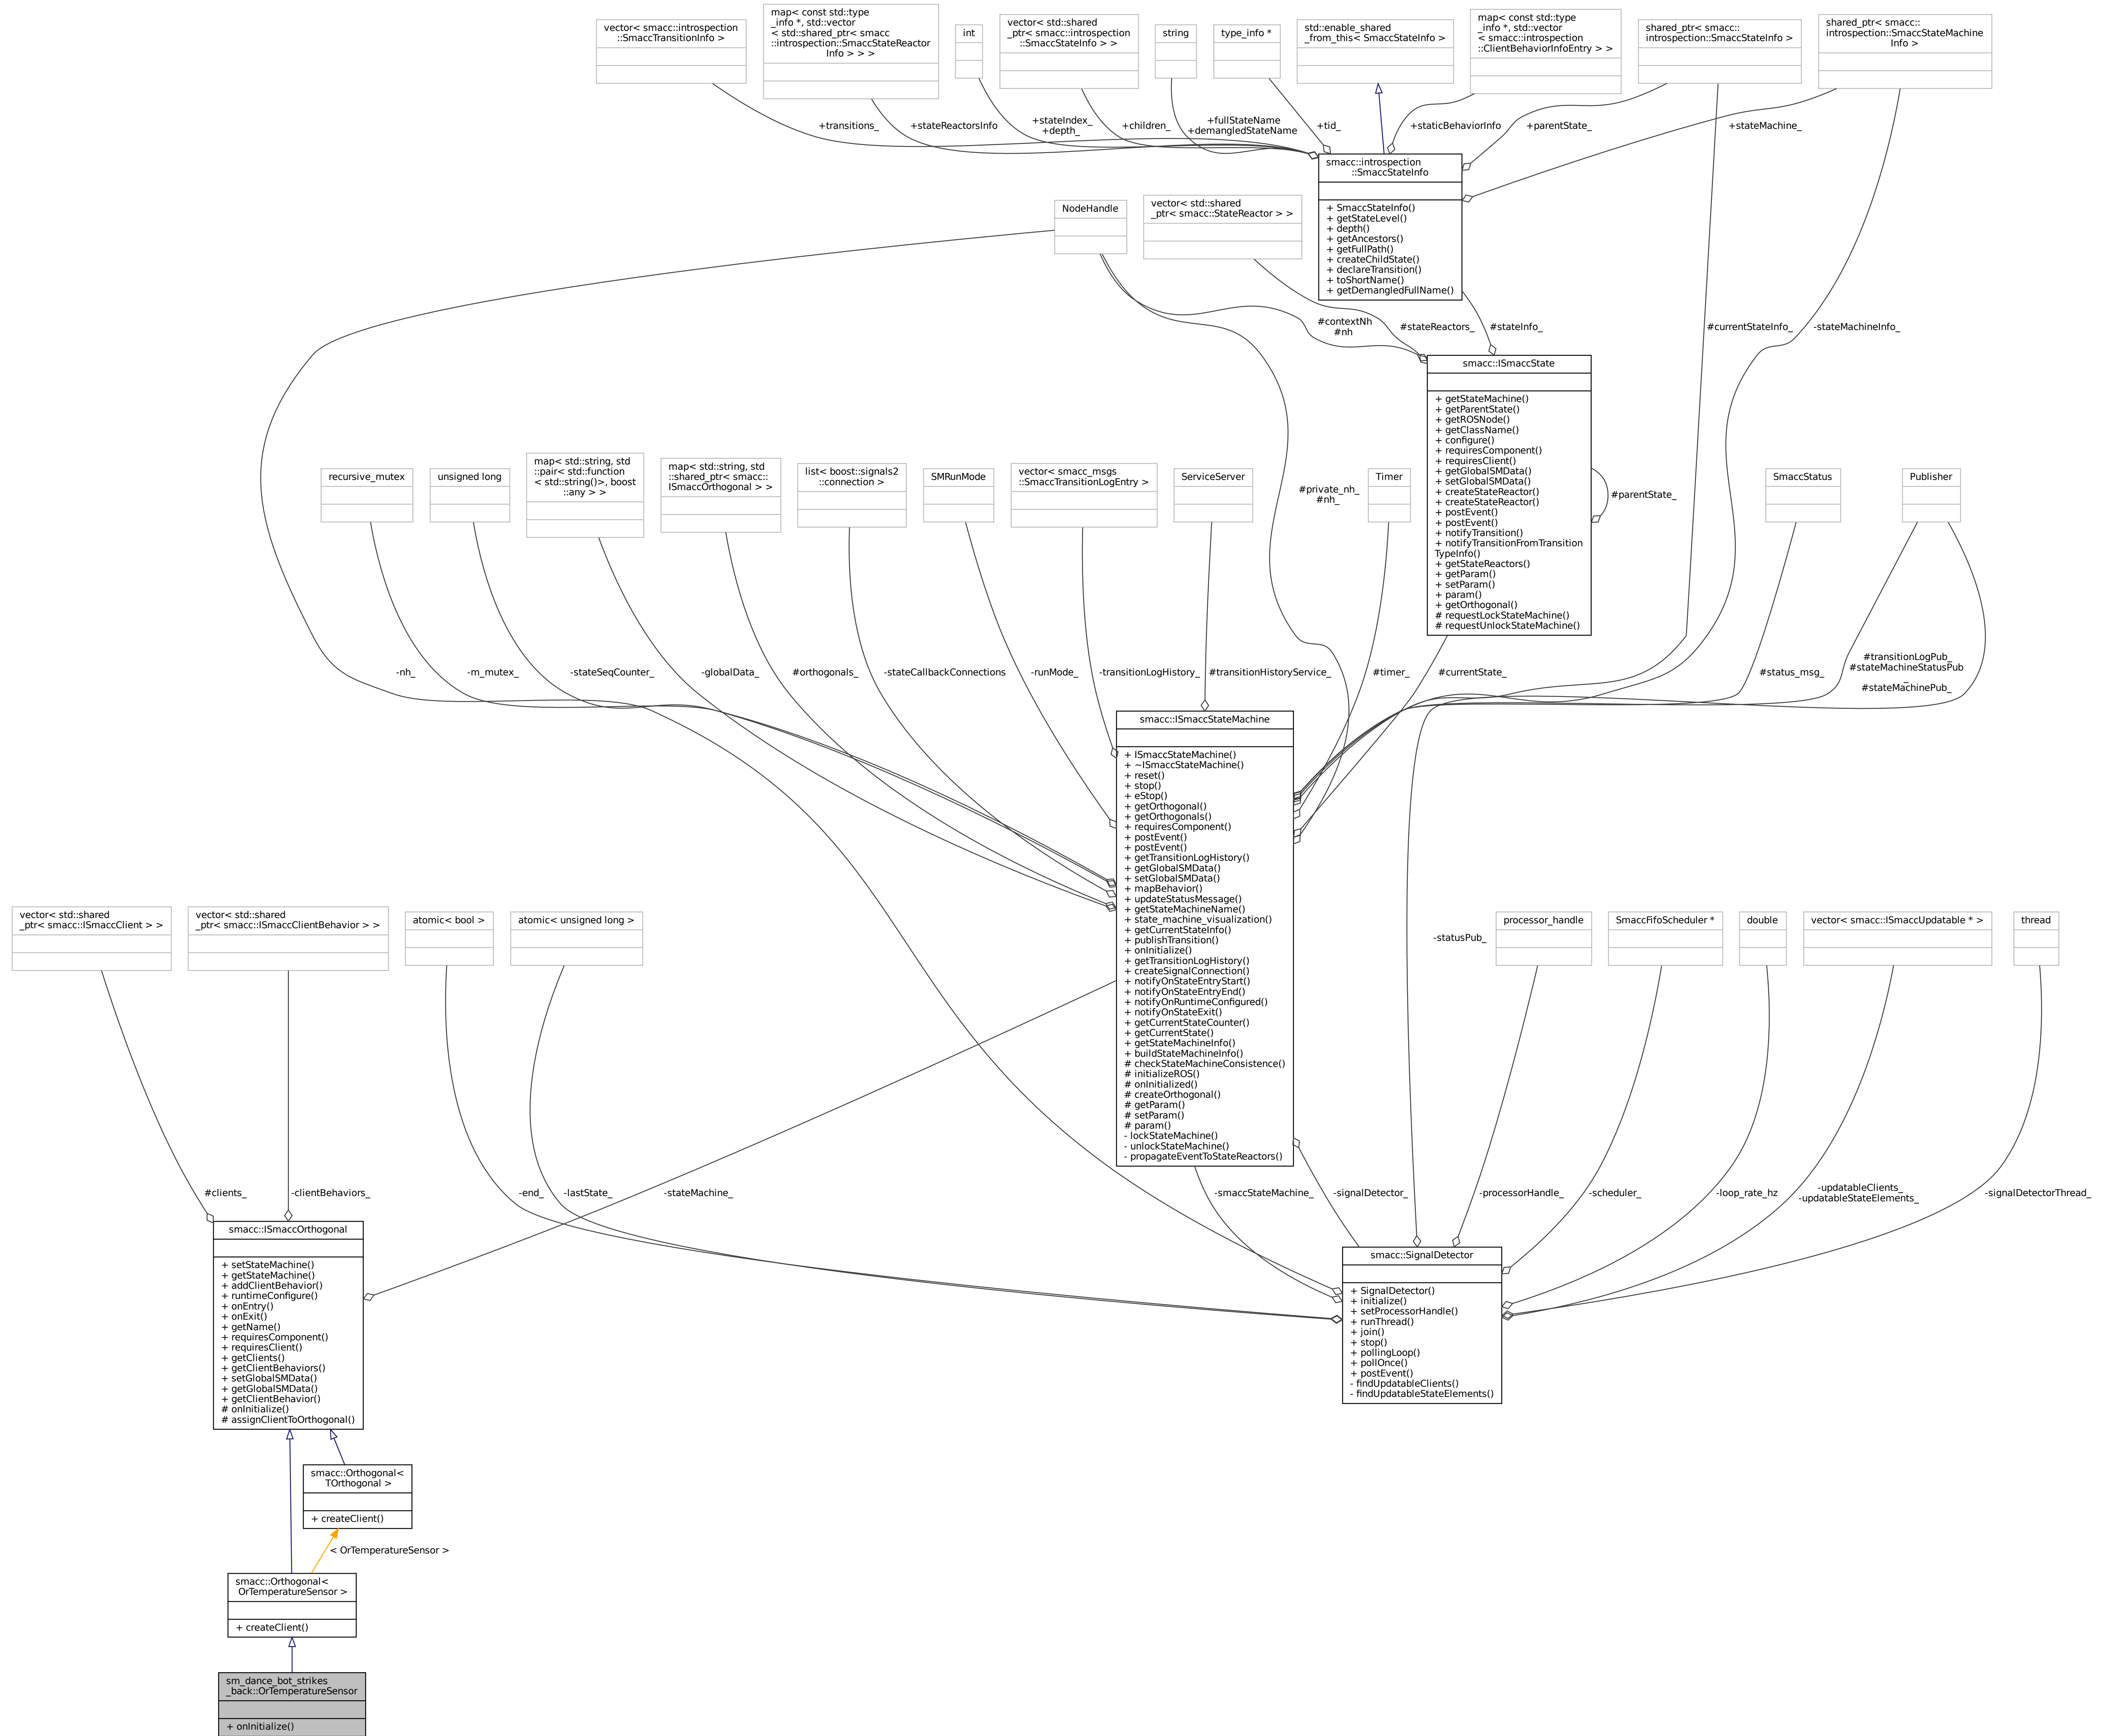 vector< smacc::introspection
::SmaccTransitionInfo >
map< const std::type
_info *, std::vector
< std::shared_ptr< smacc
::introspection::SmaccStateReactor
Info > > >
int
vector< std::shared
_ptr< smacc::introspection
::SmaccStateInfo > >
string
type_info *
std::enable_shared
_from_this< SmaccStateInfo >
map< const std::type
_info *, std::vector
< smacc::introspection
::ClientBehaviorInfoEntry > >
shared_ptr< smacc::
introspection::SmaccStateInfo >
shared_ptr< smacc::
introspection::SmaccStateMachine
Info >
+transitions_
+stateReactorsInfo
+stateIndex_
+depth_
+children_
+fullStateName
+demangledStateName
+tid_
+staticBehaviorInfo
+parentState_
+stateMachine_
smacc::introspection
::SmaccStateInfo
+ SmaccStateInfo()
+ getStateLevel()
+ depth()
+ getAncestors()
+ getFullPath()
+ createChildState()
+ declareTransition()
+ toShortName()
+ getDemangledFullName()
NodeHandle
vector< std::shared
_ptr< smacc::StateReactor > >
#contextNh
#nh
#stateReactors_
#stateInfo_
#currentStateInfo_
-stateMachineInfo_
smacc::ISmaccState
+ getStateMachine()
+ getParentState()
+ getROSNode()
+ getClassName()
+ configure()
+ requiresComponent()
+ requiresClient()
+ getGlobalSMData()
+ setGlobalSMData()
+ createStateReactor()
+ createStateReactor()
+ postEvent()
+ postEvent()
+ notifyTransition()
+ notifyTransitionFromTransition
TypeInfo()
+ getStateReactors()
+ getParam()
+ setParam()
+ param()
+ getOrthogonal()
# requestLockStateMachine()
# requestUnlockStateMachine()
#parentState_
recursive_mutex
unsigned long
map< std::string, std
::pair< std::function
< std::string()>, boost
::any > >
map< std::string, std
::shared_ptr< smacc::
ISmaccOrthogonal > >
list< boost::signals2
::connection >
SMRunMode
vector< smacc_msgs
::SmaccTransitionLogEntry >
ServiceServer
#private_nh_
#nh_
Timer
SmaccStatus
Publisher
-nh_
-m_mutex_
-stateSeqCounter_
-globalData_
#orthogonals_
-stateCallbackConnections
-runMode_
-transitionLogHistory_
#transitionHistoryService_
#timer_
#currentState_
#status_msg_
#transitionLogPub_
#stateMachineStatusPub
_
#stateMachinePub_
smacc::ISmaccStateMachine
+ ISmaccStateMachine()
+ ~ISmaccStateMachine()
+ reset()
+ stop()
+ eStop()
+ getOrthogonal()
+ getOrthogonals()
+ requiresComponent()
+ postEvent()
+ postEvent()
+ getTransitionLogHistory()
+ getGlobalSMData()
+ setGlobalSMData()
+ mapBehavior()
+ updateStatusMessage()
+ getStateMachineName()
+ state_machine_visualization()
+ getCurrentStateInfo()
+ publishTransition()
+ onInitialize()
+ getTransitionLogHistory()
+ createSignalConnection()
+ notifyOnStateEntryStart()
+ notifyOnStateEntryEnd()
+ notifyOnRuntimeConfigured()
+ notifyOnStateExit()
+ getCurrentStateCounter()
+ getCurrentState()
+ getStateMachineInfo()
+ buildStateMachineInfo()
# checkStateMachineConsistence()
# initializeROS()
# onInitialized()
# createOrthogonal()
# getParam()
# setParam()
# param()
- lockStateMachine()
- unlockStateMachine()
- propagateEventToStateReactors()
vector< std::shared
_ptr< smacc::ISmaccClient > >
vector< std::shared
_ptr< smacc::ISmaccClientBehavior > >
atomic< bool >
atomic< unsigned long >
-statusPub_
processor_handle
SmaccFifoScheduler *
double
vector< smacc::ISmaccUpdatable * >
thread
#clients_
-clientBehaviors_
-end_
-lastState_
-stateMachine_
-smaccStateMachine_
-signalDetector_
-processorHandle_
-scheduler_
-loop_rate_hz
-updatableClients_
-updatableStateElements_
-signalDetectorThread_
smacc::ISmaccOrthogonal
+ setStateMachine()
+ getStateMachine()
+ addClientBehavior()
+ runtimeConfigure()
+ onEntry()
+ onExit()
+ getName()
+ requiresComponent()
+ requiresClient()
+ getClients()
+ getClientBehaviors()
+ setGlobalSMData()
+ getGlobalSMData()
+ getClientBehavior()
# onInitialize()
# assignClientToOrthogonal()
smacc::SignalDetector
+ SignalDetector()
+ initialize()
+ setProcessorHandle()
+ runThread()
+ join()
+ stop()
+ pollingLoop()
+ pollOnce()
+ postEvent()
- findUpdatableClients()
- findUpdatableStateElements()
smacc::Orthogonal<
TOrthogonal >
+ createClient()
< OrTemperatureSensor >
smacc::Orthogonal<
OrTemperatureSensor >
+ createClient()
sm_dance_bot_strikes
_back::OrTemperatureSensor
+ onInitialize()